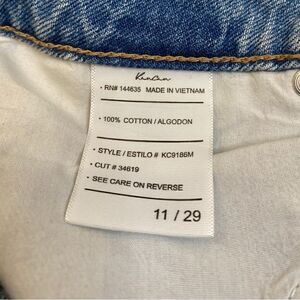 KanCan
• RN# 144635 MADE IN VIETNAM
• 100% COTTON / ALGODON
• STYLE / ESTILO # KC9186M
• CUT # 34619
• SEE CARE ON REVERSE
11 / 29